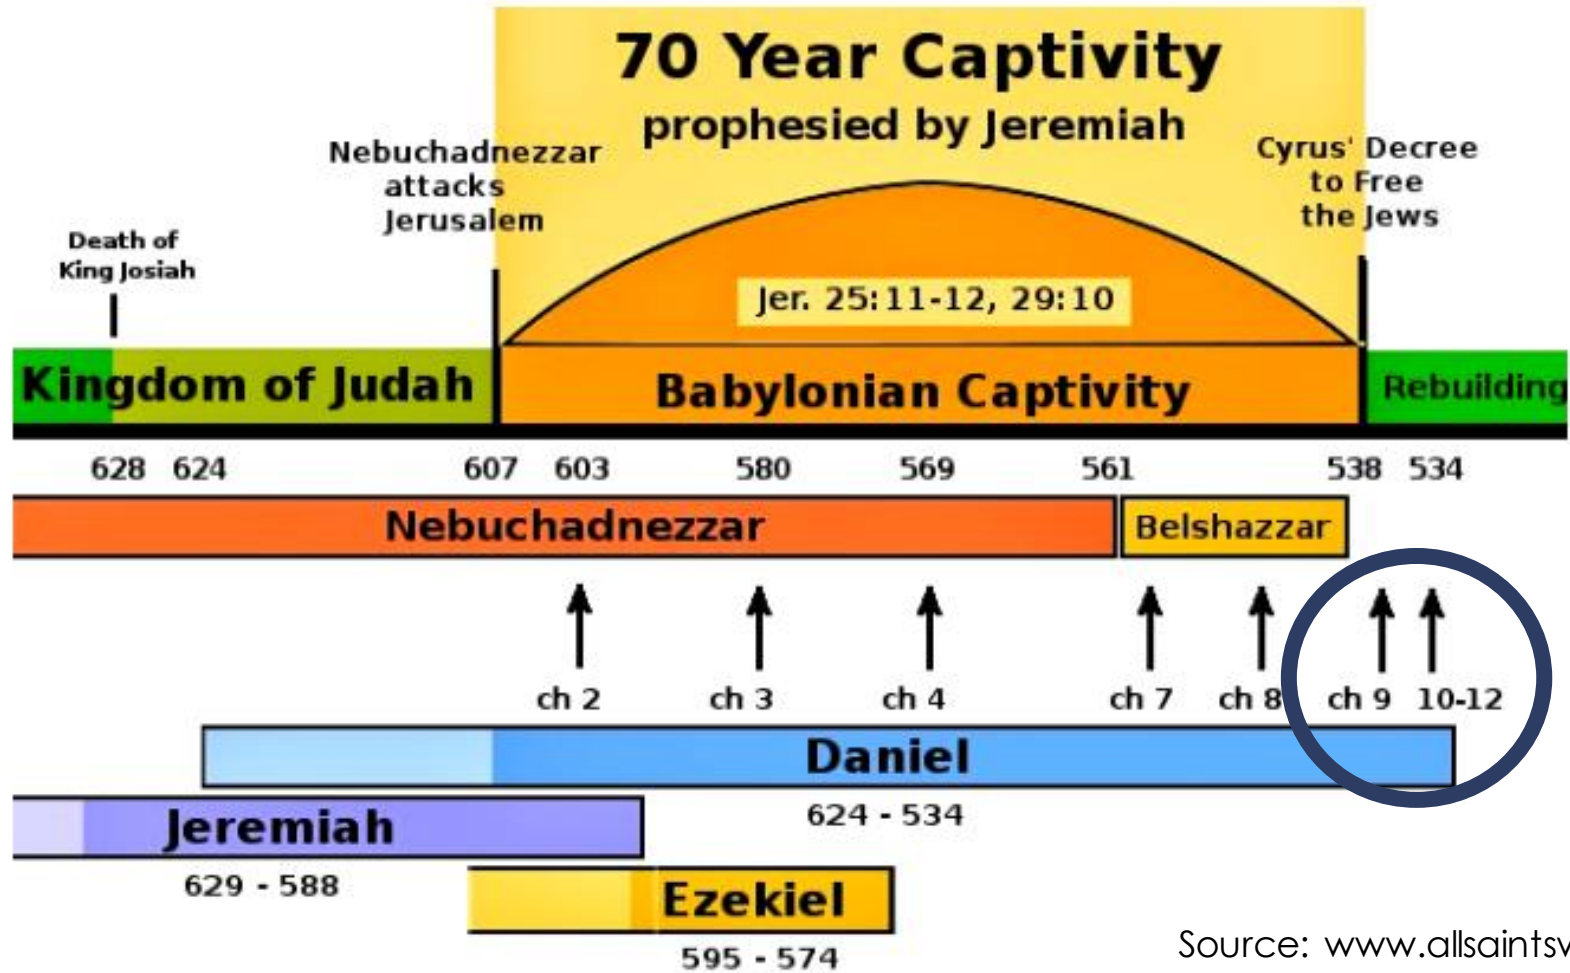 70 Year Captivity
prophesied by Jeremiah
Nebuchadnezzar
attacks
Jerusalem
Cyrus' Decree
to Free
the Jews
Death of
King Josiah
Jer. 25:11-12, 29:10
Kingdom of Judah
Babylonian Captivity
Rebuilding
628 624 607 603 580 569 561 538 534
Nebuchadnezzar
Belshazzar
ch 2 ch 3 ch 4 ch 7 ch 8 ch 9 10-12
Daniel
624 - 534
Jeremiah
629 - 588
Ezekiel
595 - 574
Source: www.allsaints